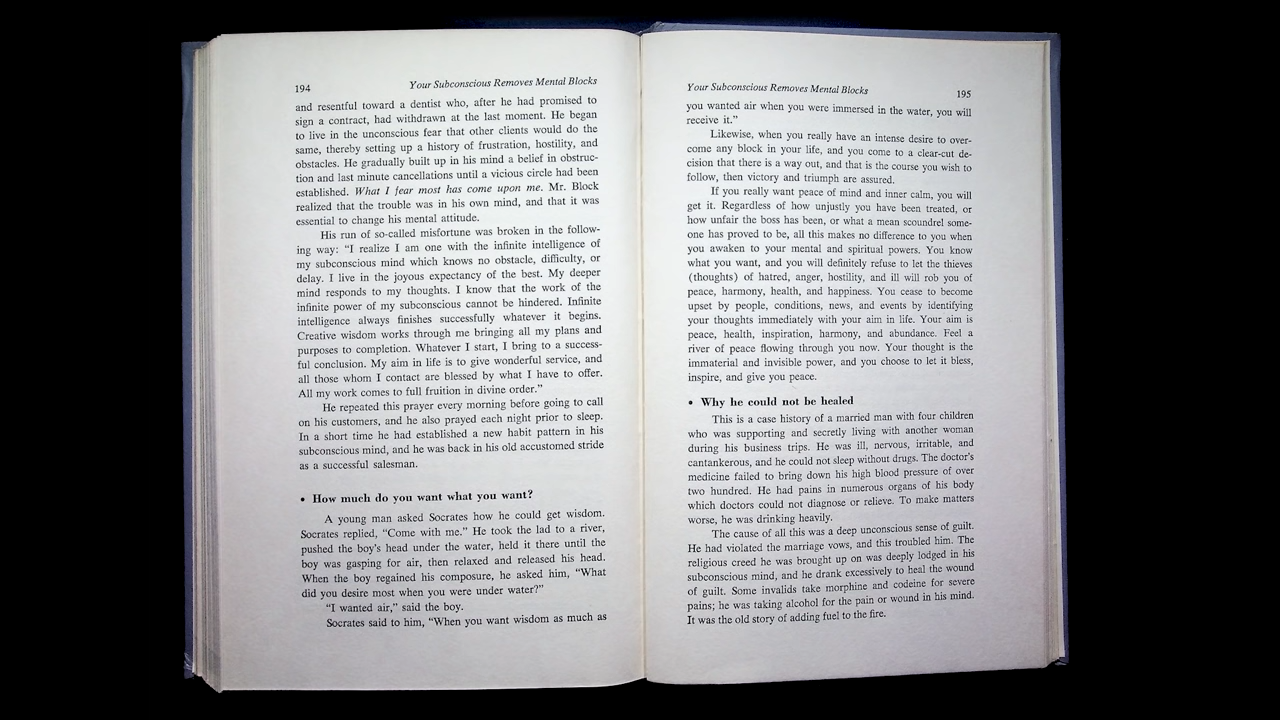 194 Your Subconscious Removes Mental Blocks
and resentful toward a dentist who, after he had promised to
sign a contract, had withdrawn at the last moment. He began
to live in the unconscious fear that other clients would do the
same, thereby setting up a history of frustration, hostility, and
obstacles. He gradually built up in his mind a belief in obstruc-
tion and last minute cancellations until a vicious circle had been
established. What I fear most has come upon me. Mr. Block
realized that the trouble was in his own mind, and that it was
essential to change his mental attitude.
His run of so-called misfortune was broken in the follow-
ing way: “I realize I am one with the infinite intelligence of
my subconscious mind which knows no obstacle, difficulty, or
delay. I live in the joyous expectancy of the best. My deeper
mind responds to my thoughts. I know that the work of the
infinite power of my subconscious cannot be hindered. Infinite
intelligence always finishes successfully whatever it begins.
Creative wisdom works through me bringing all my plans and
purposes to completion. Whatever I start, I bring to a success-
ful conclusion. My aim in life is to give wonderful service, and
all those whom I contact are blessed by what I have to offer.
All my work comes to full fruition in divine order.”
He repeated this prayer every morning before going to call
on his customers, and he also prayed each night prior to sleep.
In a short time he had established a new habit pattern in his
subconscious mind, and he was back in his old accustomed stride
as a successful salesman.
• How much do you want what you want?
A young man asked Socrates how he could get wisdom.
Socrates replied, “Come with me.” He took the lad to a river,
pushed the boy’s head under the water, held it there until the
boy was gasping for air, then relaxed and released his head.
When the boy regained his composure, he asked him, “What
did you desire most when you were under water?”
“I wanted air,” said the boy.
Socrates said to him, “When you want wisdom as much as
Your Subconscious Removes Mental Blocks 195
you wanted air when you were immersed in the water, you will
receive it.”
Likewise, when you really have an intense desire to over-
come any block in your life, and you come to a clear-cut de-
cision that there is a way out, and that is the course you wish to
follow, then victory and triumph are assured.
If you really want peace of mind and inner calm, you will
get it. Regardless of how unjustly you have been treated, or
how unfair the boss has been, or what a mean scoundrel some-
one has proved to be, all this makes no difference to you when
you awaken to your mental and spiritual powers. You know
what you want, and you will definitely refuse to let the thieves
(thoughts) of hatred, anger, hostility, and ill will rob you of
peace, harmony, health, and happiness. You cease to become
upset by people, conditions, news, and events by identifying
your thoughts immediately with your aim in life. Your aim is
peace, health, inspiration, harmony, and abundance. Feel a
river of peace flowing through you now. Your thought is the
immaterial and invisible power, and you choose to let it bless,
inspire, and give you peace.
• Why he could not be healed
This is a case history of a married man with four children
who was supporting and secretly living with another woman
during his business trips. He was ill, nervous, irritable, and
cantankerous, and he could not sleep without drugs. The doctor’s
medicine failed to bring down his high blood pressure of over
two hundred. He had pains in numerous organs of his body
which doctors could not diagnose or relieve. To make matters
worse, he was drinking heavily.
The cause of all this was a deep unconscious sense of guilt.
He had violated the marriage vows, and this troubled him. The
religious creed he was brought up on was deeply lodged in his
subconscious mind, and he drank excessively to heal the wound
of guilt. Some invalids take morphine and codeine for severe
pains; he was taking alcohol for the pain or wound in his mind.
It was the old story of adding fuel to the fire.